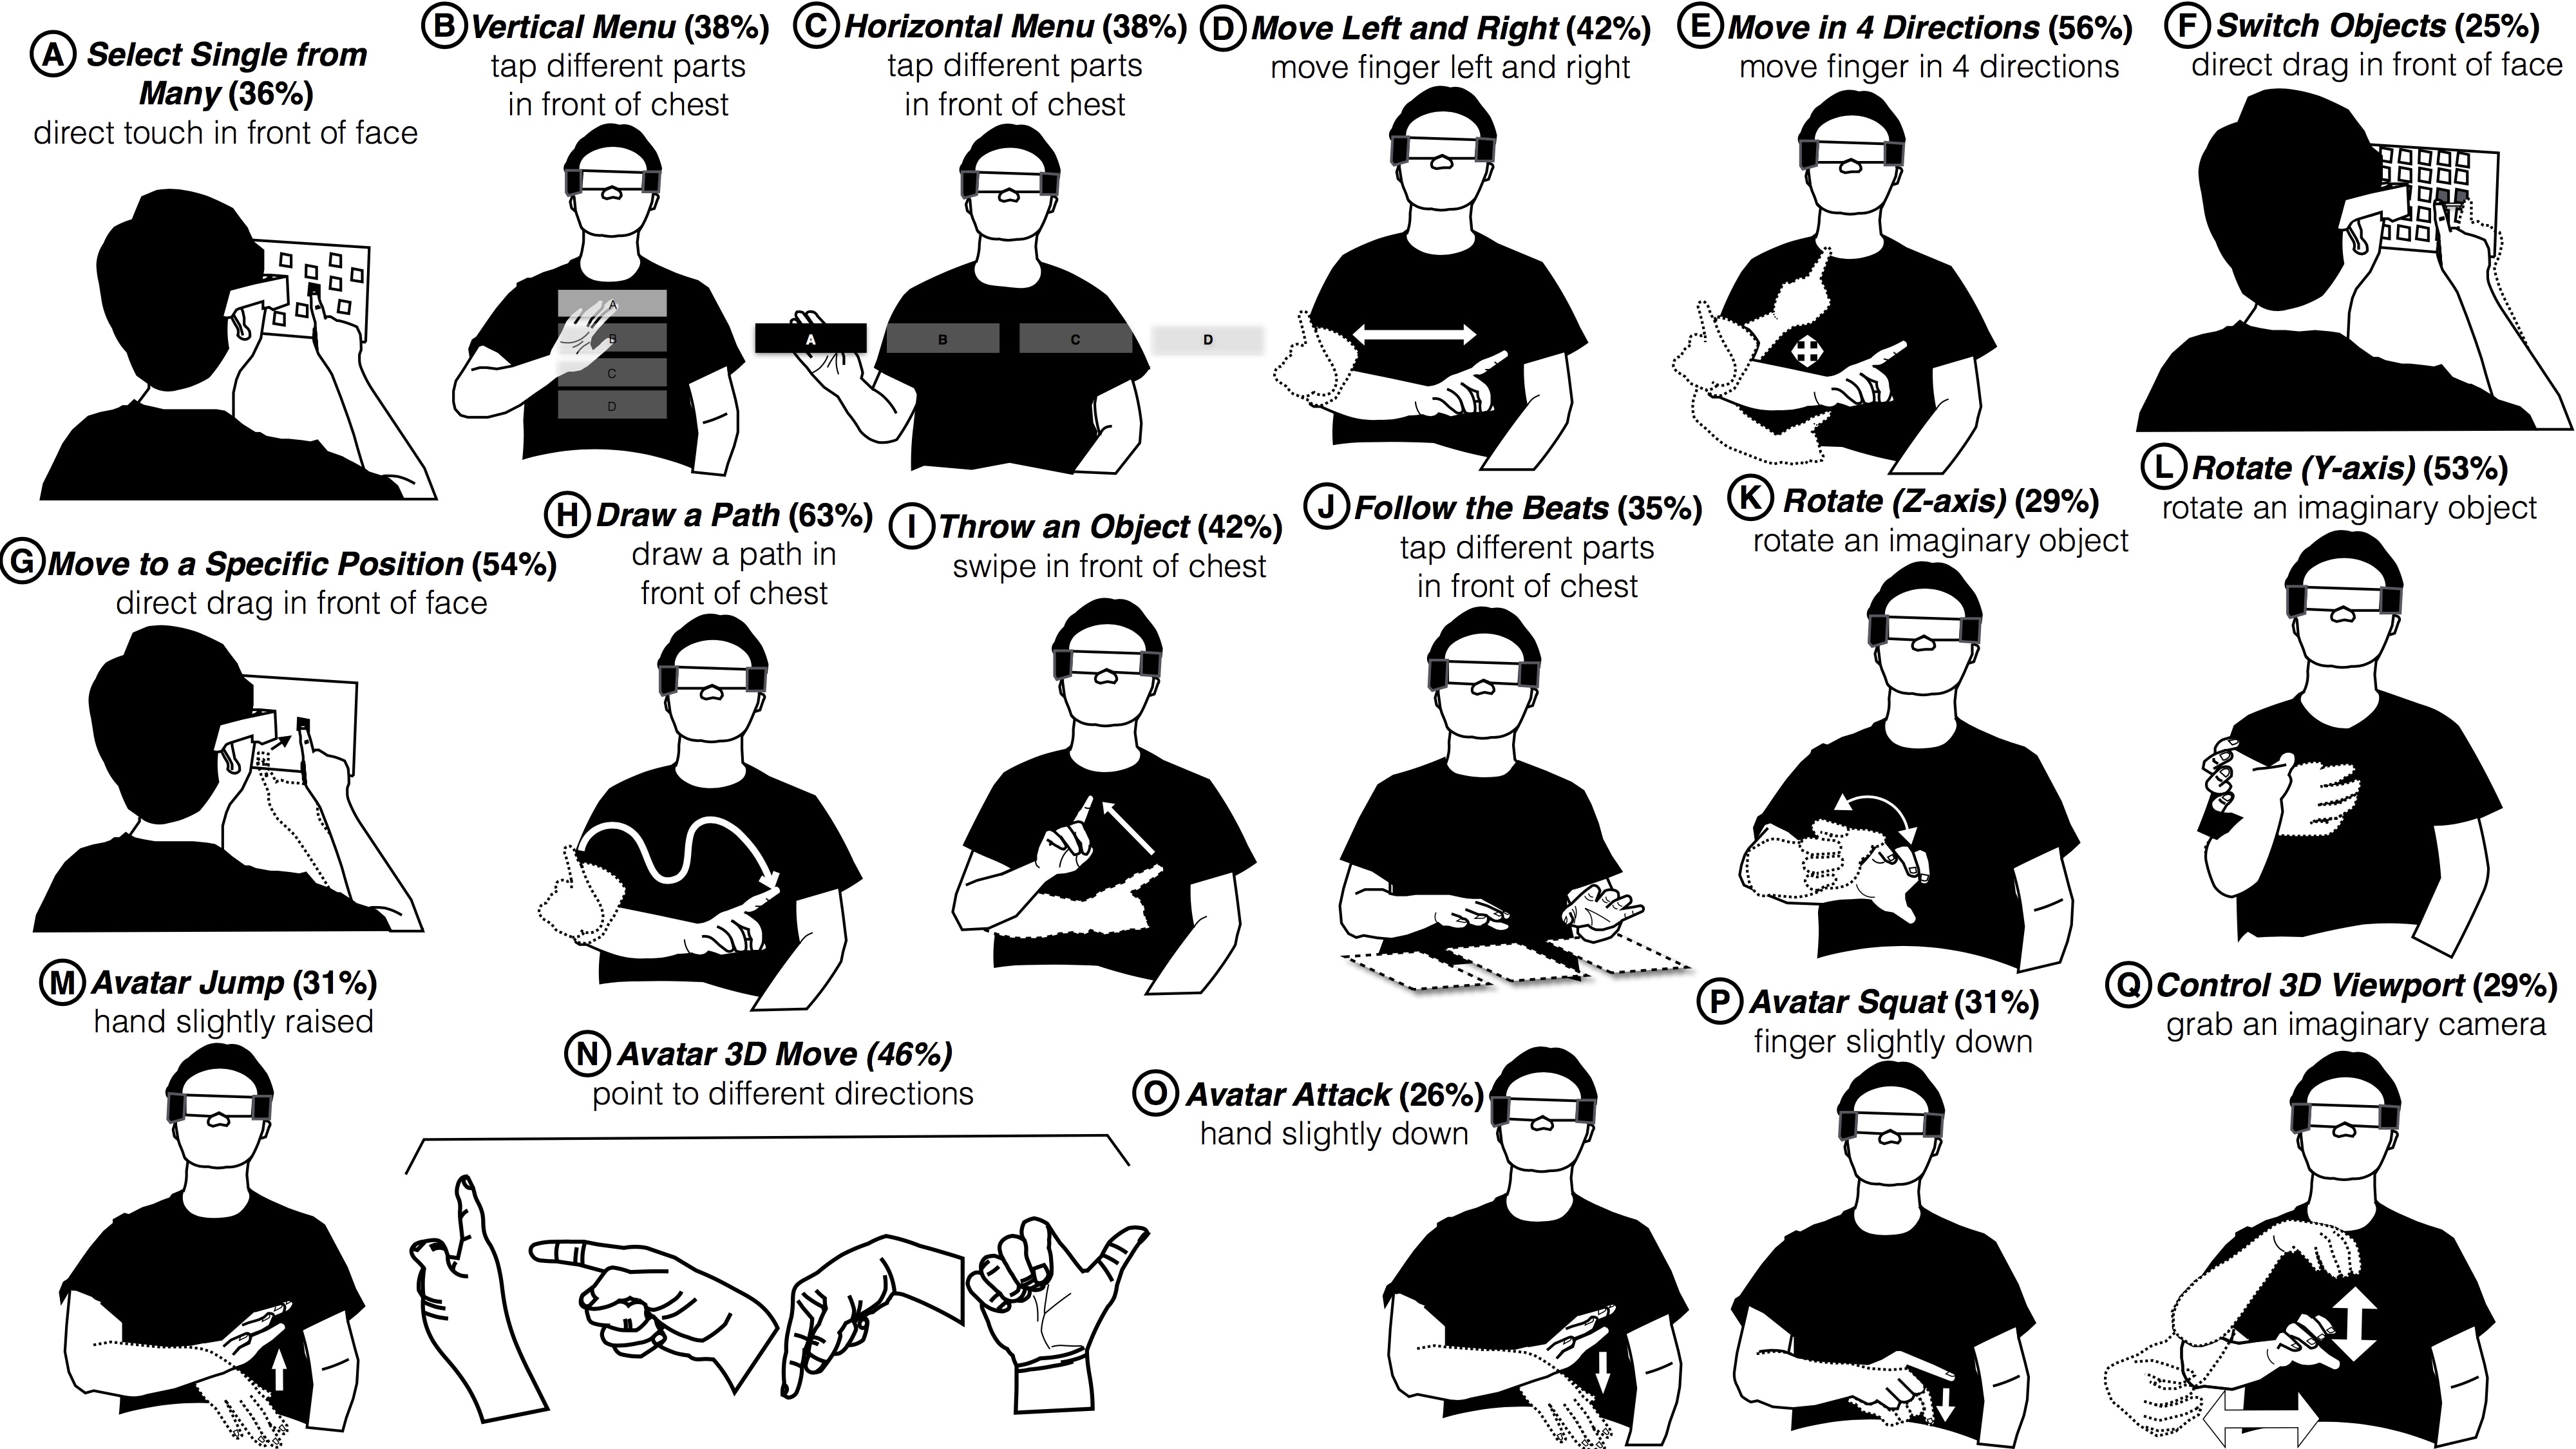 A Select Single from
Many (36%)
direct touch in front of face
B Vertical Menu (38%)
tap different parts
in front of chest
A
B
C
D
C Horizontal Menu (38%)
tap different parts
in front of chest
A
B
C
D
D Move Left and Right (42%)
move finger left and right
E Move in 4 Directions (56%)
move finger in 4 directions
F Switch Objects (25%)
direct drag in front of face
G Move to a Specific Position (54%)
direct drag in front of face
H Draw a Path (63%)
draw a path in
front of chest
I Throw an Object (42%)
swipe in front of chest
J Follow the Beats (35%)
tap different parts
in front of chest
K Rotate (Z-axis) (29%)
rotate an imaginary object
L Rotate (Y-axis) (53%)
rotate an imaginary object
M Avatar Jump (31%)
hand slightly raised
N Avatar 3D Move (46%)
point to different directions
O Avatar Attack (26%)
hand slightly down
P Avatar Squat (31%)
finger slightly down
Q Control 3D Viewport (29%)
grab an imaginary camera